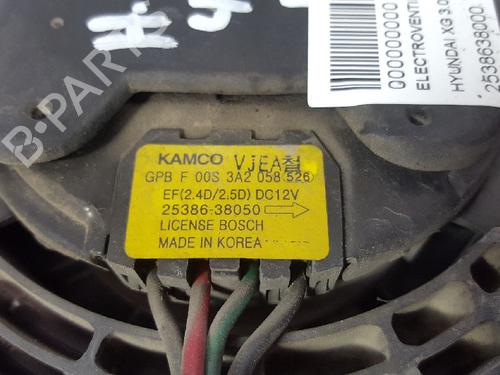 000000000
ELECTROVENTI
HYUNDAI XG 3.0
2538638000
B-PARTS
KAMCO VJEA
GPB F 00S 3A2 058 526
EF(2.4D/2.5D) DC12V
25386-38050
LICENSE BOSCH
MADE IN KOREA